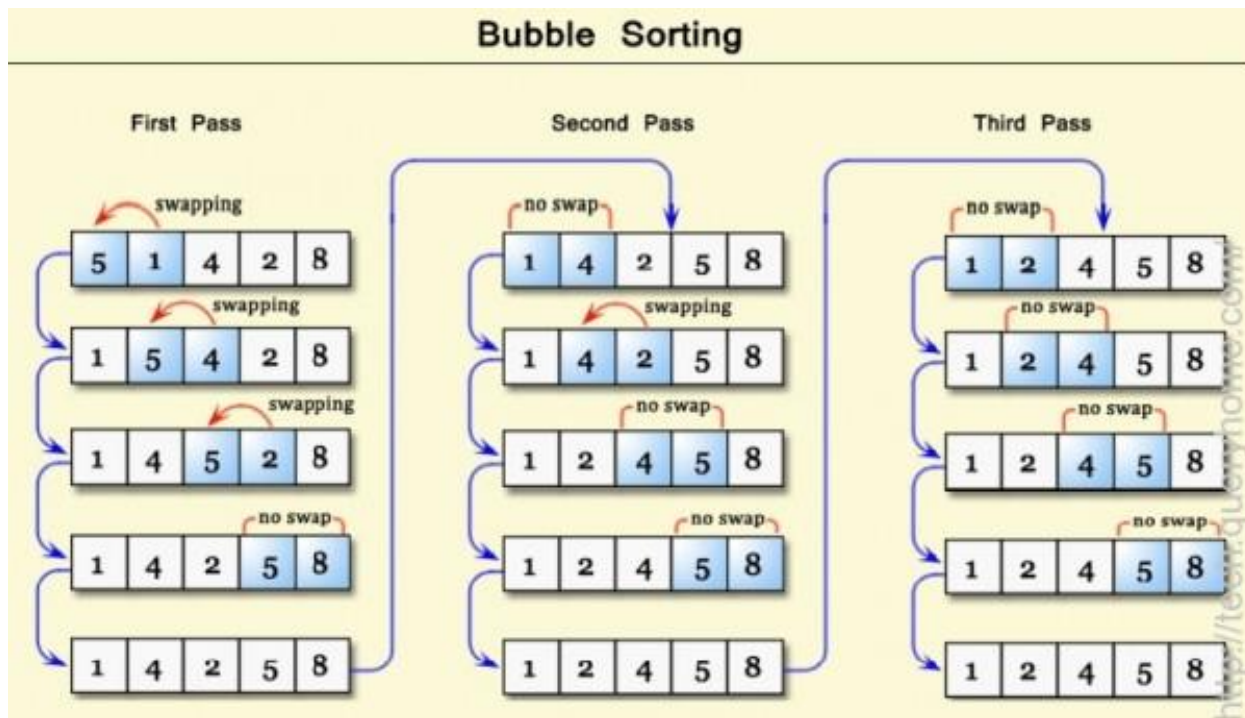 Bubble Sorting
First Pass
swapping
5 1 4 2 8
swapping
1 5 4 2 8
swapping
1 4 5 2 8
no swap
1 4 2 5 8
1 4 2 5 8
Second Pass
no swap
1 4 2 5 8
swapping
1 4 2 5 8
no swap
1 2 4 5 8
no swap
1 2 4 5 8
1 2 4 5 8
Third Pass
no swap
1 2 4 5 8
no swap
1 2 4 5 8
no swap
1 2 4 5 8
no swap
1 2 4 5 8
1 2 4 5 8
http://tech.queryhome.com/